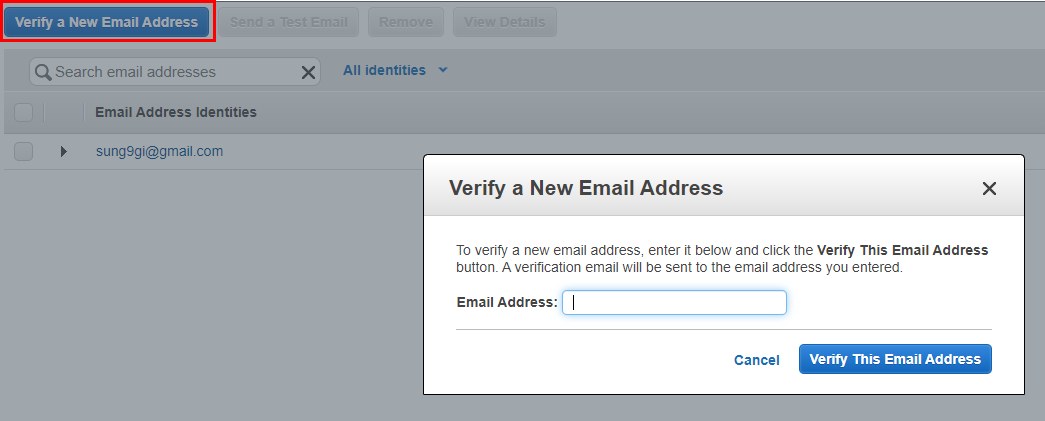 Verify a New Email Address Send a Test Email Remove View Details
Search email addresses All identities
Email Address Identities
sung9gi@gmail.com
Verify a New Email Address
To verify a new email address, enter it below and click the Verify This Email Address
button. A verification email will be sent to the email address you entered.
Email Address:
Cancel Verify This Email Address